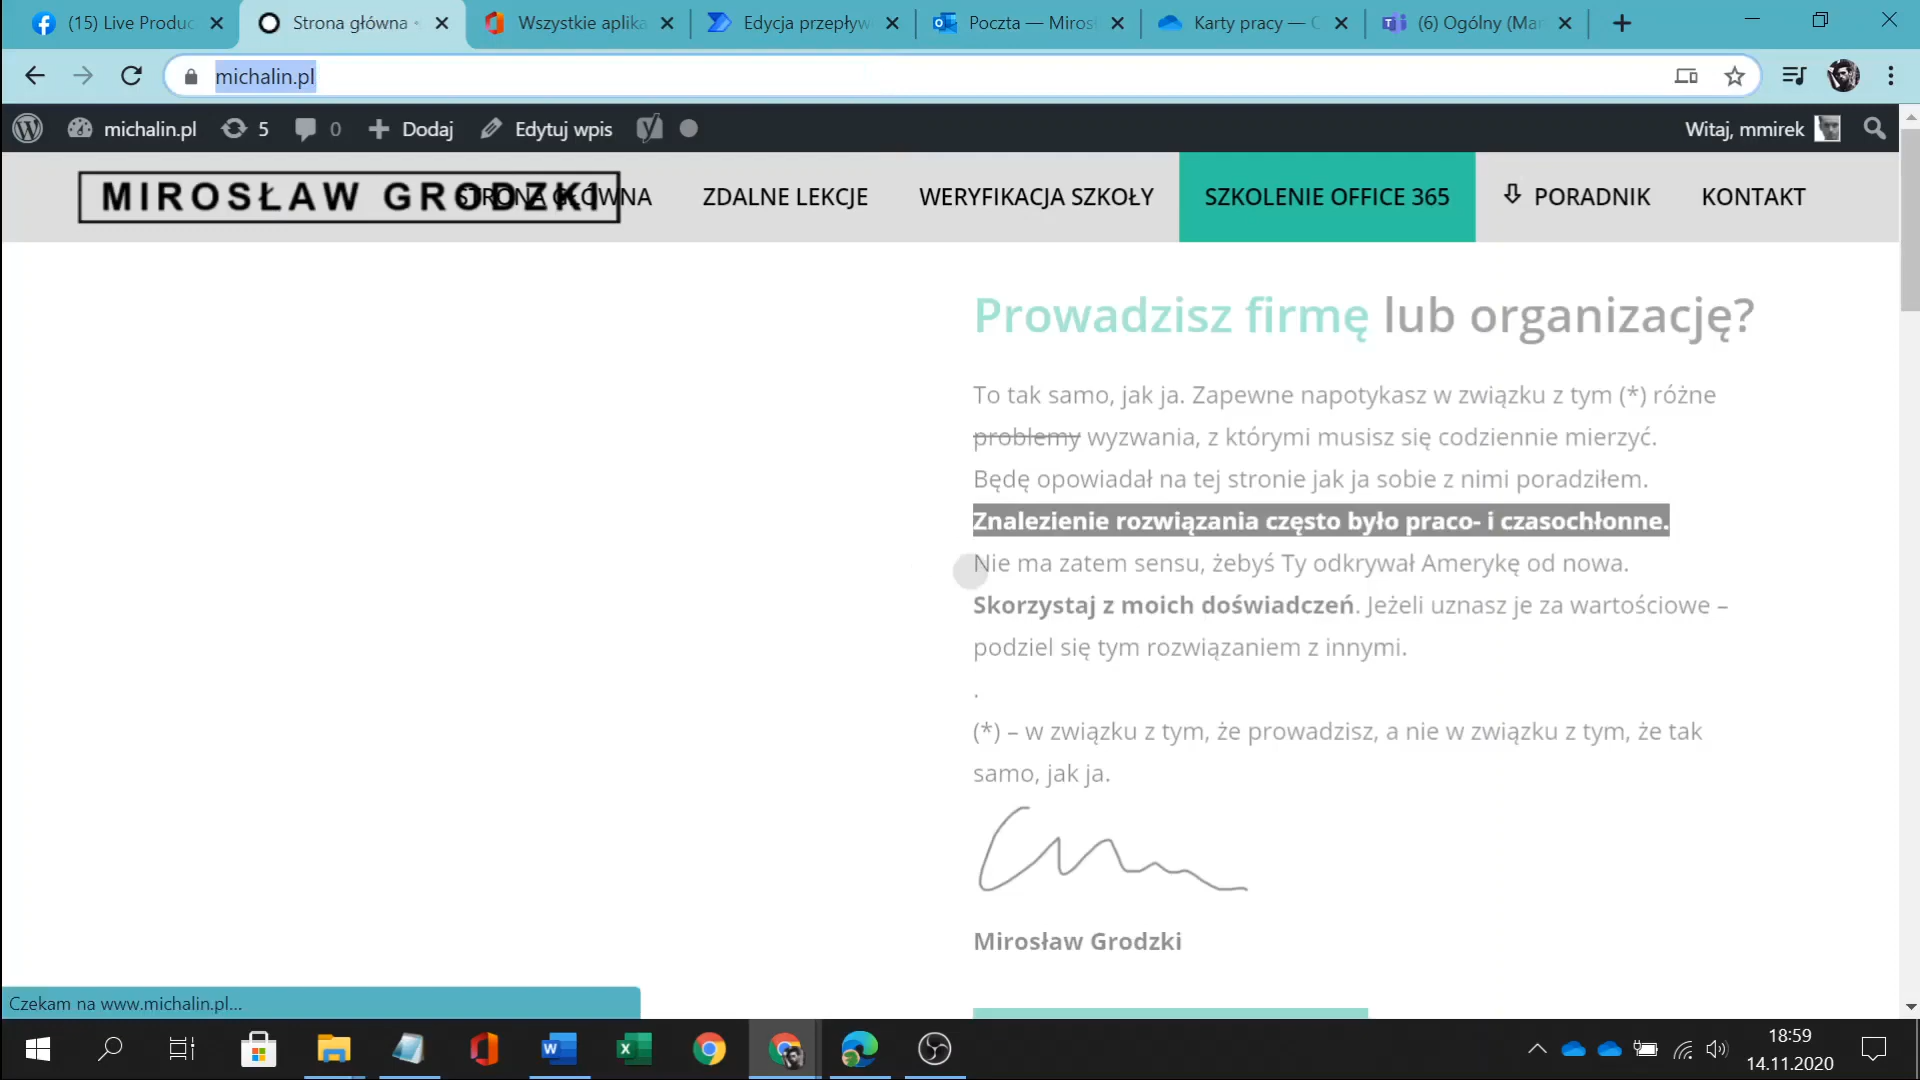 (15) Live Produc
Strona główna
Wszystkie aplika
Edycja przepływ
Poczta — Miros
Karty pracy — C
(6) Ogólny (Mar
michalin.pl
michalin.pl
5
0
Dodaj
Edytuj wpis
Witaj, mmirek
MIROSŁAW GRODZKI
STRONA GŁÓWNA
ZDALNE LEKCJE
WERYFIKACJA SZKOŁY
SZKOLENIE OFFICE 365
PORADNIK
KONTAKT
Prowadzisz firmę lub organizację?
To tak samo, jak ja. Zapewne napotykasz w związku z tym (*) różne
problemy wyzwania, z którymi musisz się codziennie mierzyć.
Będę opowiadał na tej stronie jak ja sobie z nimi poradziłem.
Znalezienie rozwiązania często było praco- i czasochłonne.
Nie ma zatem sensu, żebyś Ty odkrywał Amerykę od nowa.
Skorzystaj z moich doświadczeń. Jeżeli uznasz je za wartościowe –
podziel się tym rozwiązaniem z innymi.
.
(*) – w związku z tym, że prowadzisz, a nie w związku z tym, że tak
samo, jak ja.
Mirosław Grodzki
Czekam na www.michalin.pl...
18:59
14.11.2020